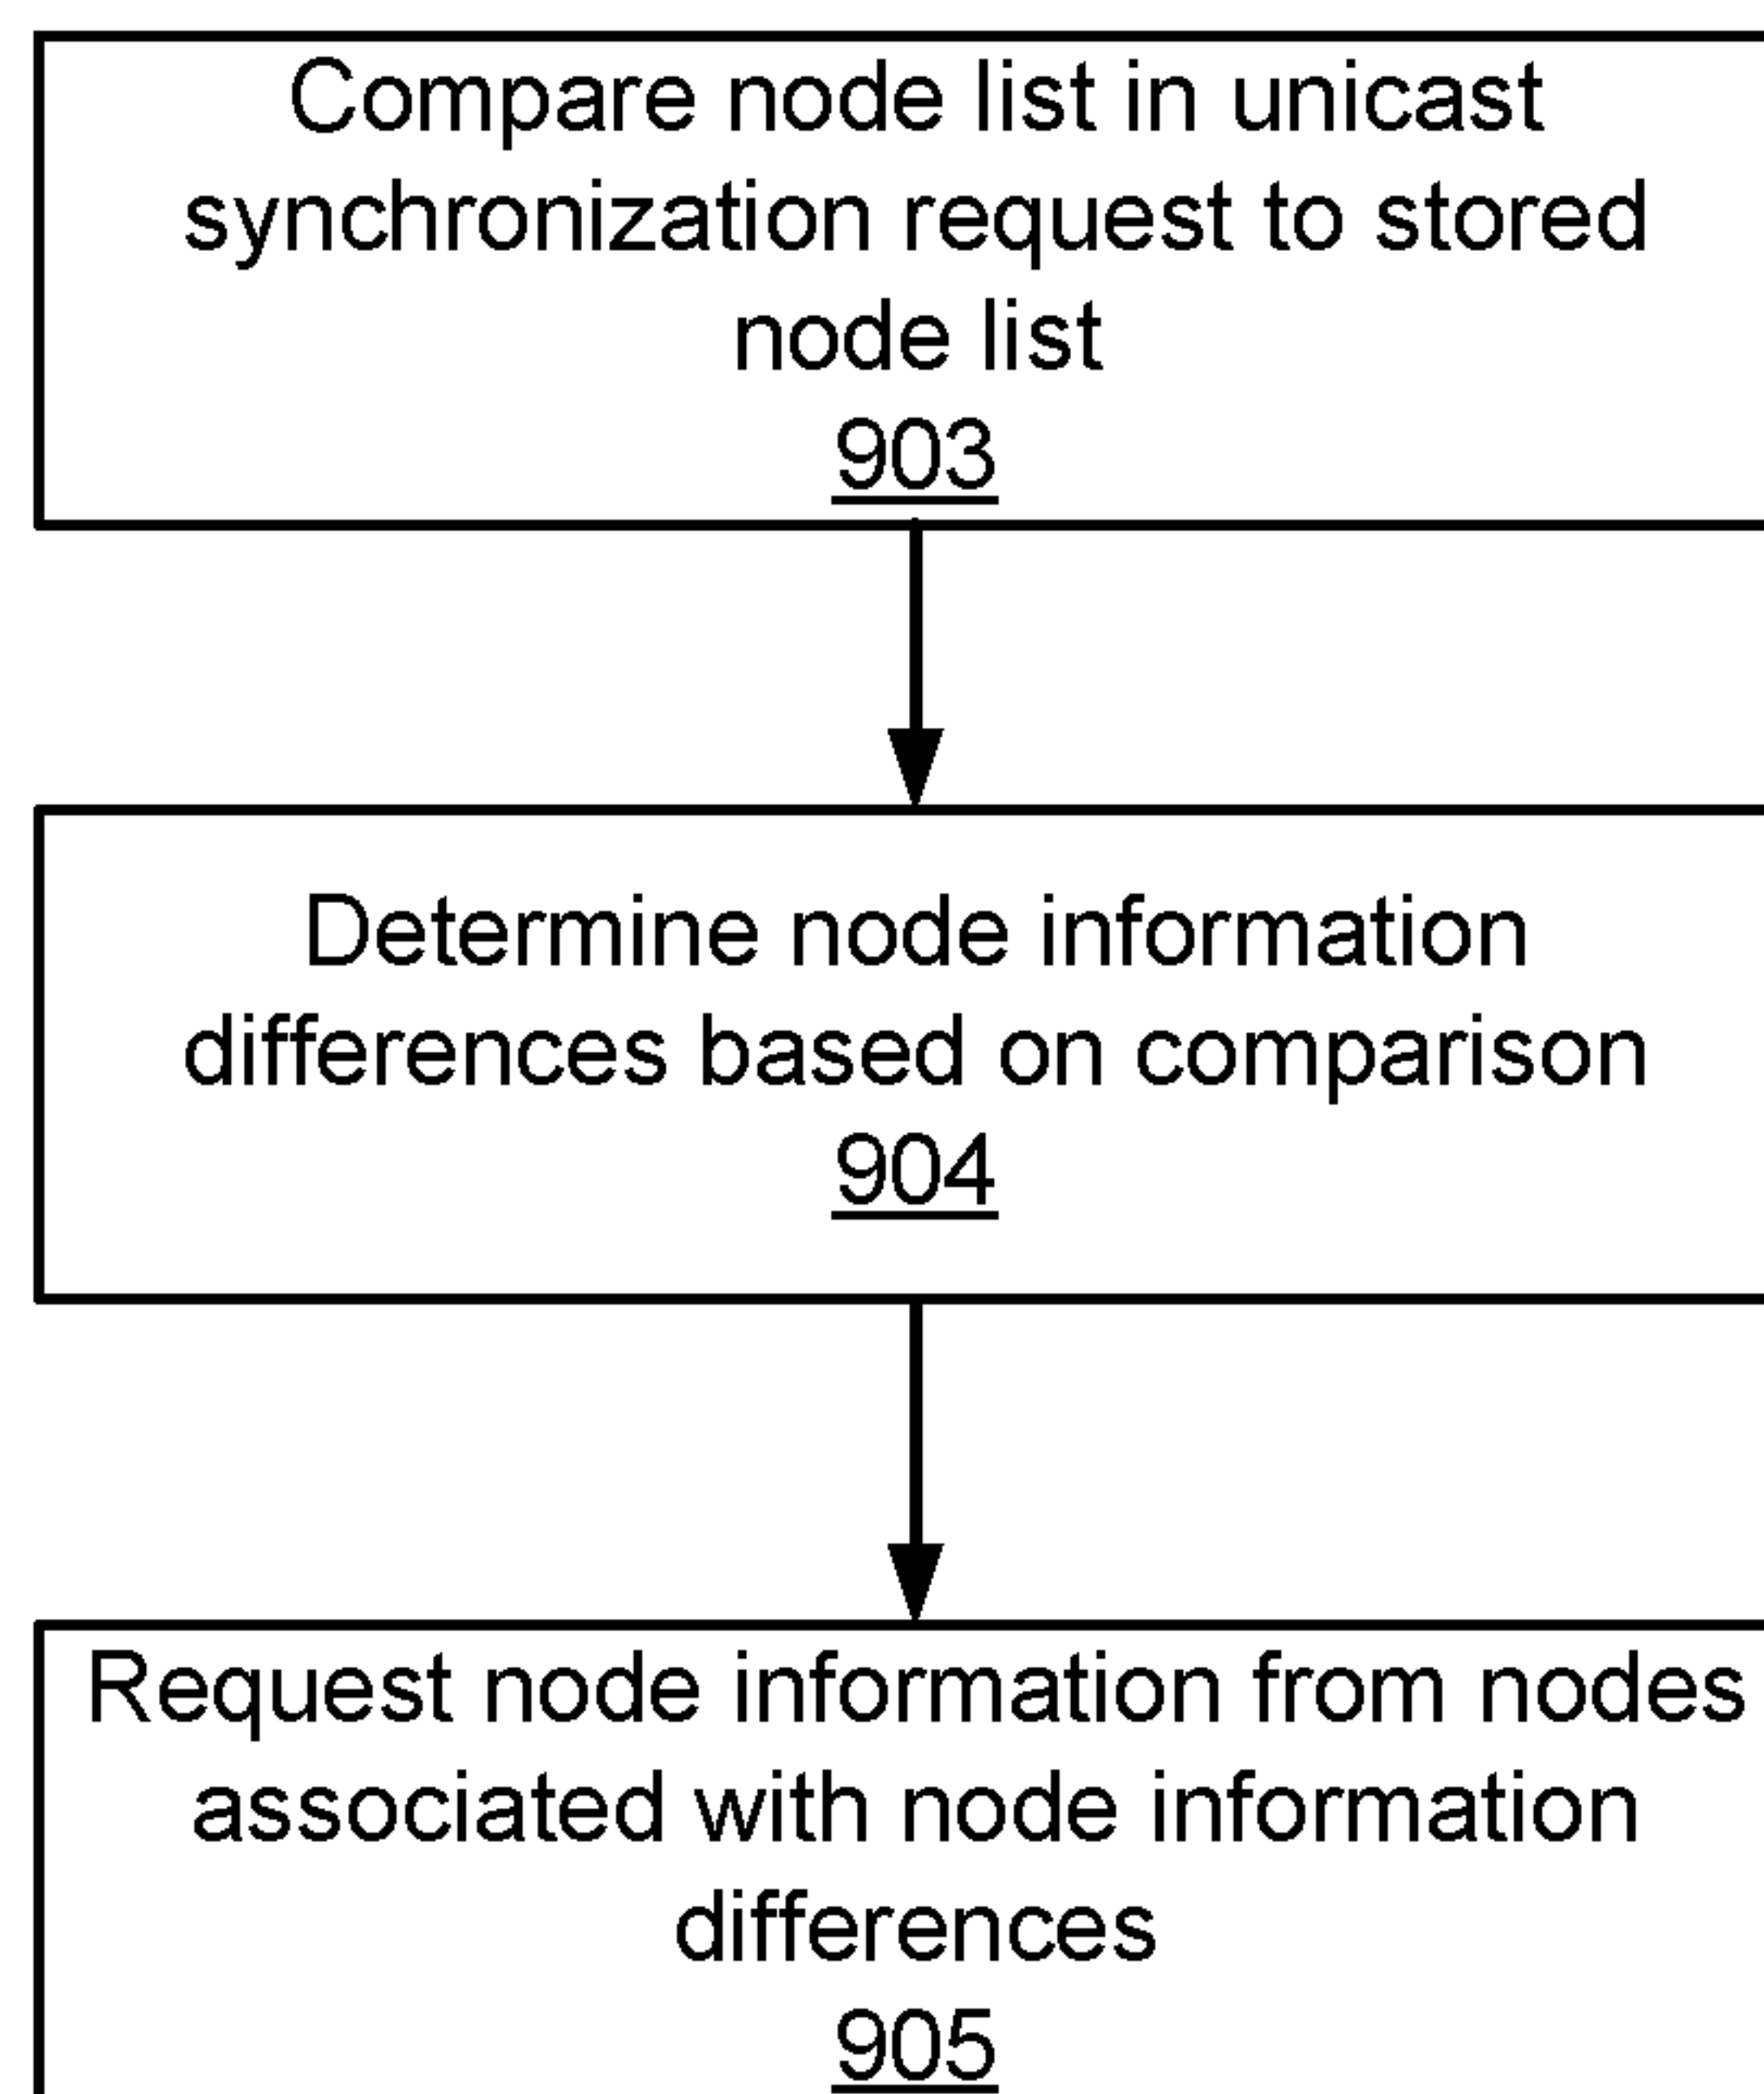 Compare node list in unicast
synchronization request to stored
node list
903
Determine node information
differences based on comparison
904
Request node information from nodes
associated with node information
differences
905